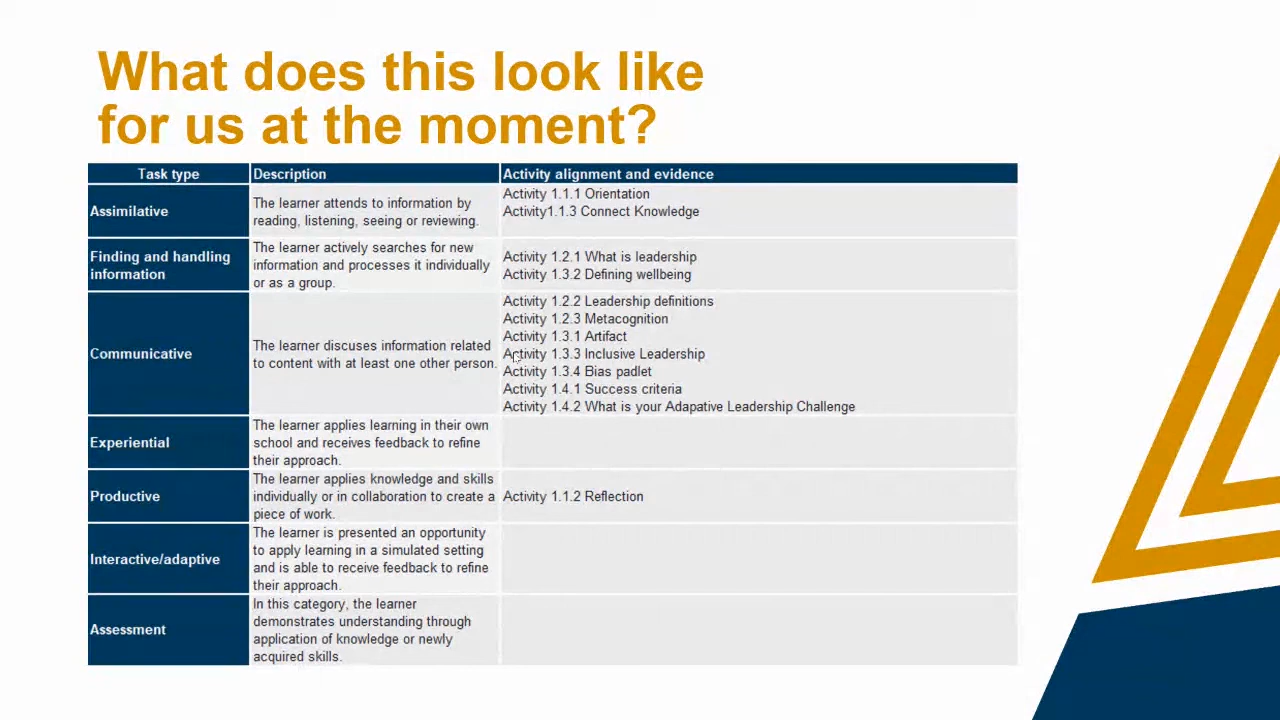 What does this look like
for us at the moment?
Task type
Description
Activity alignment and evidence
Assimilative
The learner attends to information by
reading, listening, seeing or reviewing.
Activity 1.1.1 Orientation
Activity1.1.3 Connect Knowledge
Finding and handling
information
The learner actively searches for new
information and processes it individually
or as a group.
Activity 1.2.1 What is leadership
Activity 1.3.2 Defining wellbeing
Communicative
The learner discuses information related
to content with at least one other person.
Activity 1.2.2 Leadership definitions
Activity 1.2.3 Metacognition
Activity 1.3.1 Artifact
Activity 1.3.3 Inclusive Leadership
Activity 1.3.4 Bias padlet
Activity 1.4.1 Success criteria
Activity 1.4.2 What is your Adapative Leadership Challenge
Experiential
The learner applies learning in their own
school and receives feedback to refine
their approach.
Productive
The learner applies knowledge and skills
individually or in collaboration to create a
piece of work.
Activity 1.1.2 Reflection
Interactive/adaptive
The learner is presented an opportunity
to apply learning in a simulated setting
and is able to receive feedback to refine
their approach.
Assessment
In this category, the learner
demonstrates understanding through
application of knowledge or newly
acquired skills.